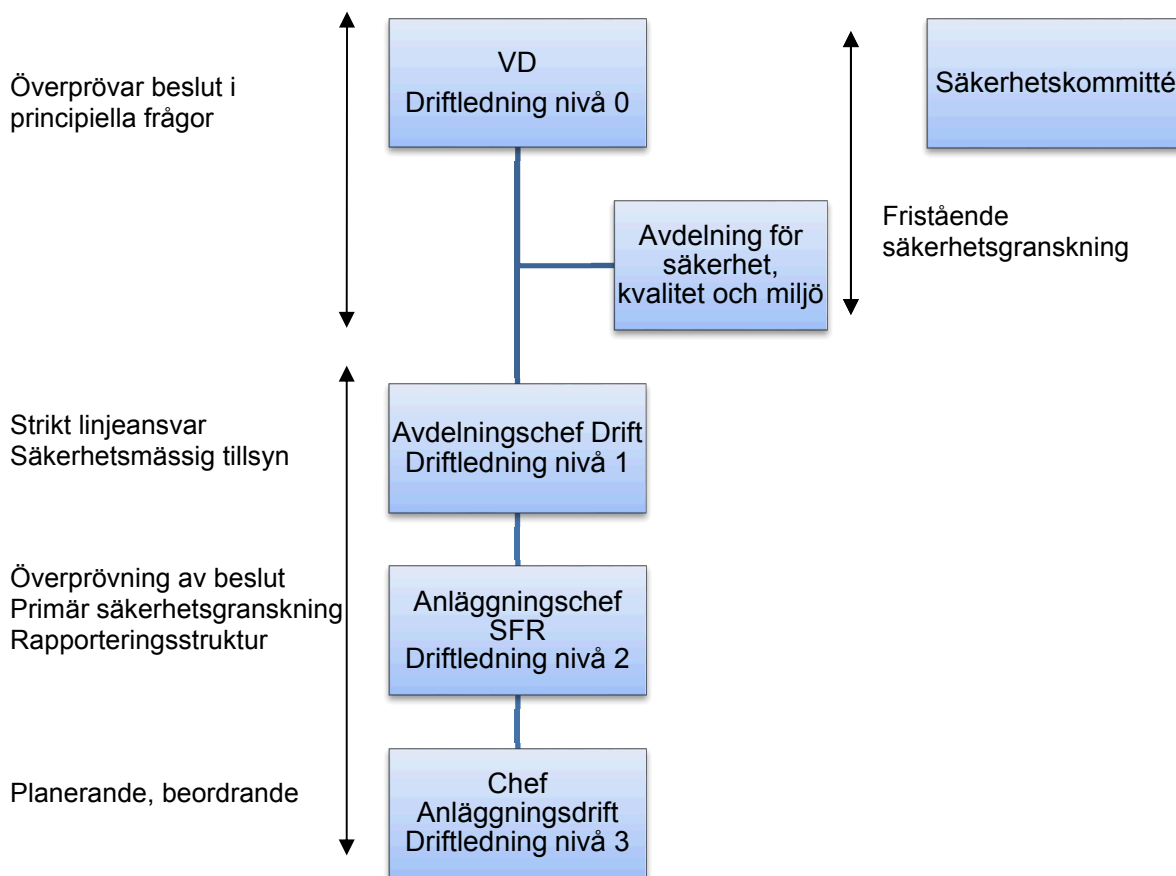 Överprövar beslut i
principiella frågor
VD
Driftledning nivå 0
Säkerhetskommitté
Avdelning för
säkerhet,
kvalitet och miljö
Fristående
säkerhetsgranskning
Strikt linjeansvar
Säkerhetsmässig tillsyn
Avdelningschef Drift
Driftledning nivå 1
Överprövning av beslut
Primär säkerhetsgranskning
Rapporteringsstruktur
Anläggningschef
SFR
Driftledning nivå 2
Planerande, beordrande
Chef
Anläggningsdrift
Driftledning nivå 3